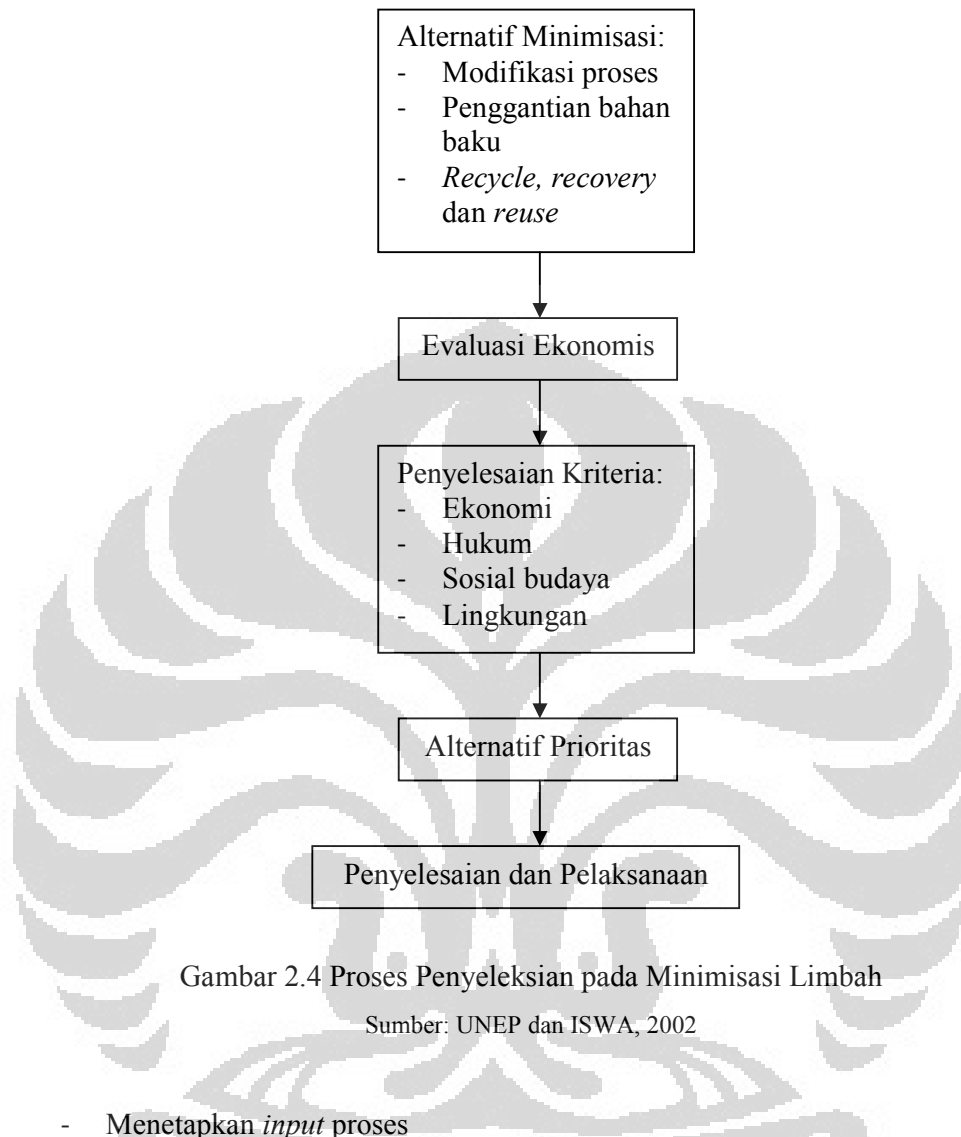 Alternatif Minimisasi:
- Modifikasi proses
- Penggantian bahan
baku
- Recycle, recovery
dan reuse
Evaluasi Ekonomis
Penyelesaian Kriteria:
- Ekonomi
- Hukum
- Sosial budaya
- Lingkungan
Alternatif Prioritas
Penyelesaian dan Pelaksanaan
Gambar 2.4 Proses Penyeleksian pada Minimisasi Limbah
Sumber: UNEP dan ISWA, 2002
- Menetapkan input proses